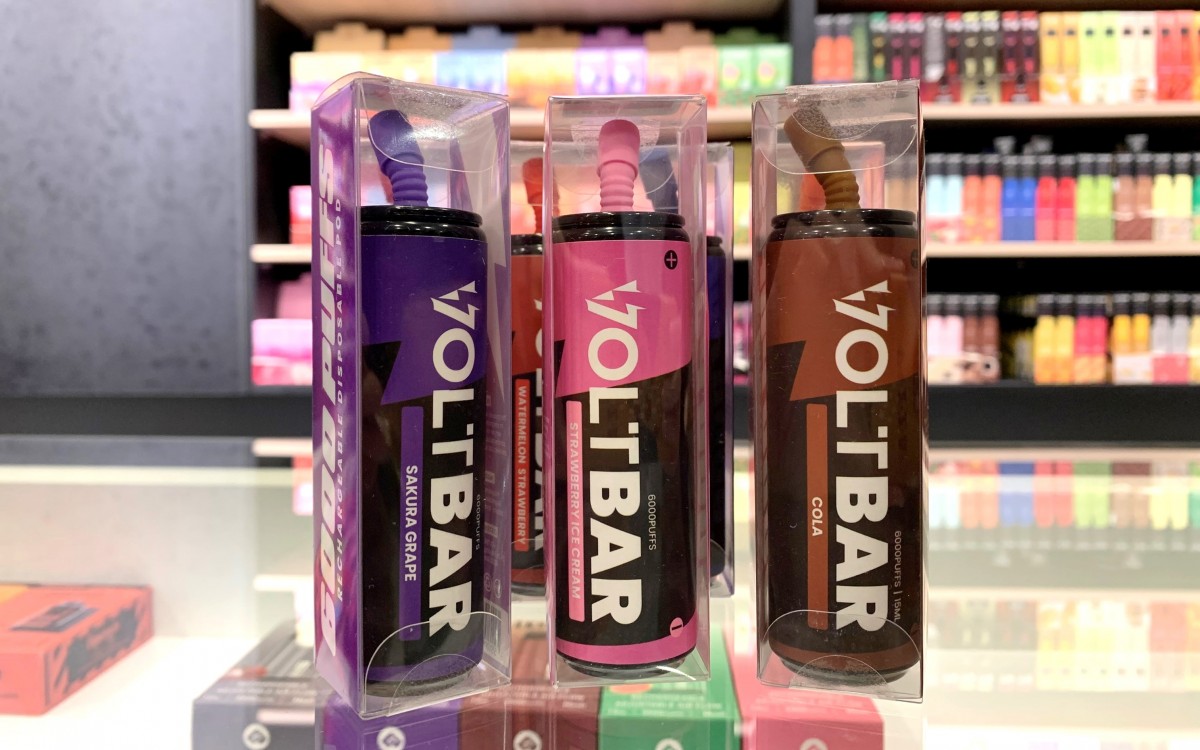 6000 PUFFS
RECHARGEABLE DISPOSABLE POD
VOLTBAR
SAKURA GRAPE
6000PUFFS
WATERMELON STRAWBERRY
VOLTBAR
STRAWBERRY ICE CREAM
6000PUFFS
VOLTBAR
COLA
6000PUFFS | 15ML